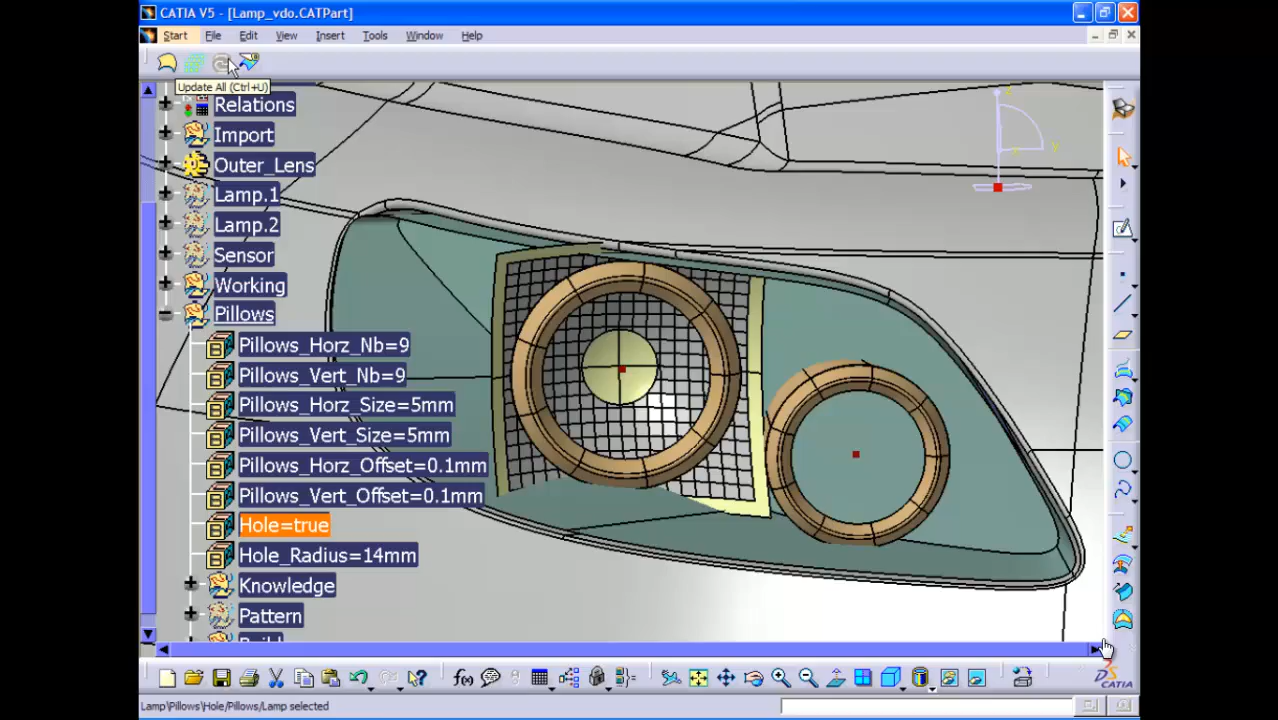 CATIA V5 - [Lamp_vdo.CATPart]
Start File Edit View Insert Tools Window Help
Update All (Ctrl+U)
Relations
Import
Outer_Lens
Lamp.1
Lamp.2
Sensor
Working
Pillows
Pillows_Horz_Nb=9
Pillows_Vert_Nb=9
Pillows_Horz_Size=5mm
Pillows_Vert_Size=5mm
Pillows_Horz_Offset=0.1mm
Pillows_Vert_Offset=0.1mm
Hole=true
Hole_Radius=14mm
Knowledge
Pattern
z
y
x
f(x)
CATIA
Lamp\Pillows\Hole/Pillows/Lamp selected